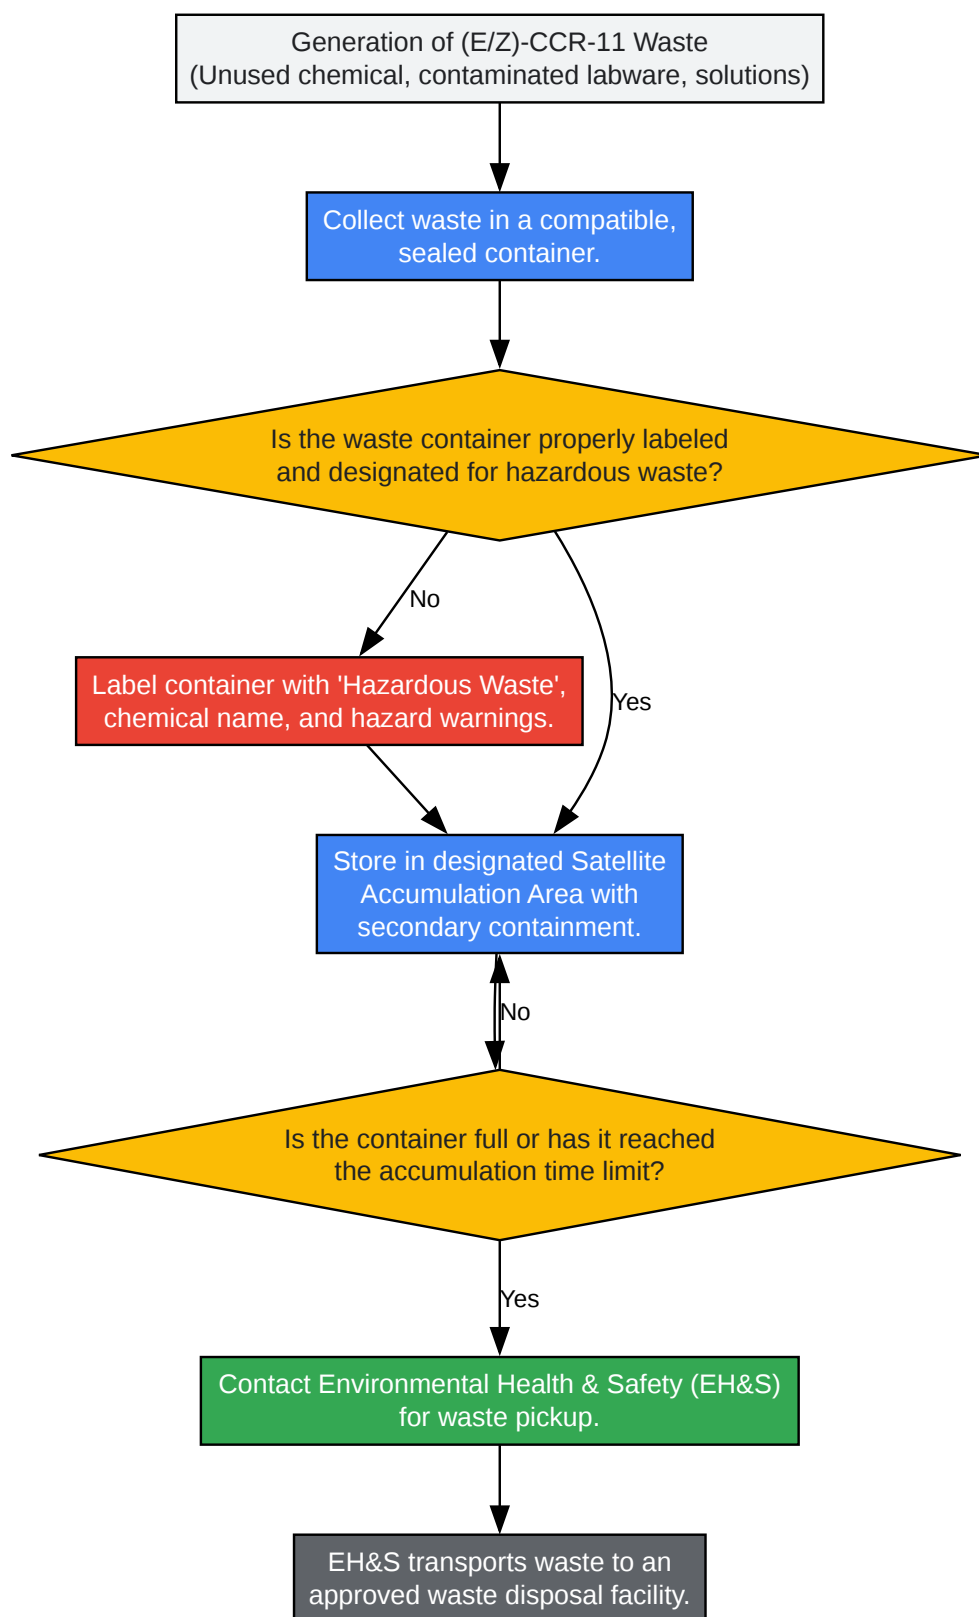 Generation of (E/Z)-CCR-11 Waste
(Unused chemical, contaminated labware, solutions)
Collect waste in a compatible,
sealed container.
Is the waste container properly labeled
and designated for hazardous waste?
No
Label container with 'Hazardous Waste',
chemical name, and hazard warnings.
Yes
Store in designated Satellite
Accumulation Area with
secondary containment.
No
Is the container full or has it reached
the accumulation time limit?
Yes
Contact Environmental Health & Safety (EH&S)
for waste pickup.
EH&S transports waste to an
approved waste disposal facility.